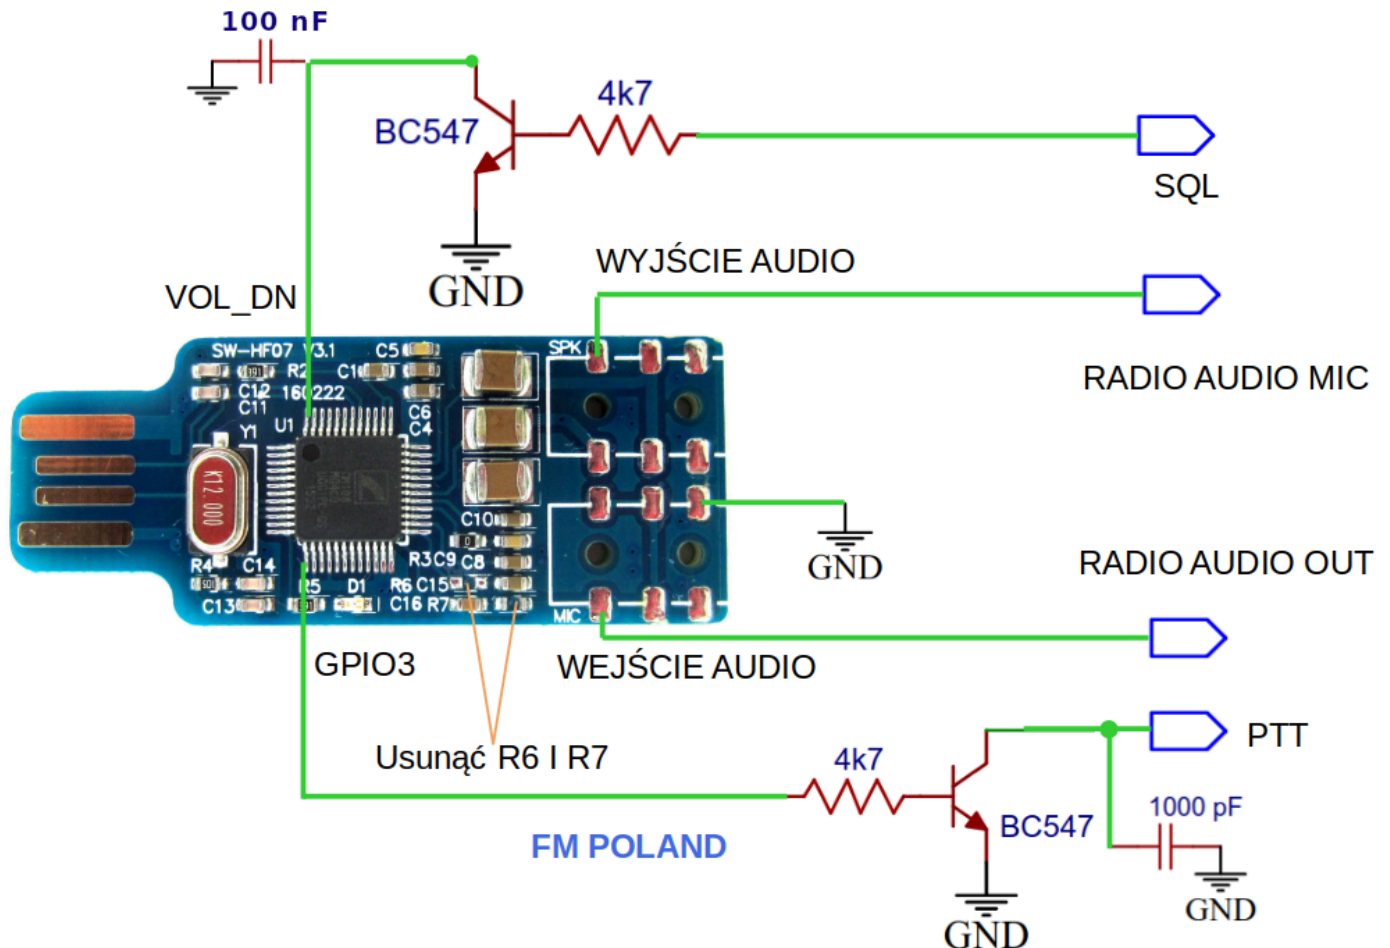 100 nF
4k7
BC547
SQL
WYJŚCIE AUDIO
GND
VOL_DN
RADIO AUDIO MIC
SW-HF07 V3.1
C5
SPK
391
R2
C1
C12
160222
C11
C6
C4
U1
Y1
K12.000
C10
GND
R3
C9
C8
RADIO AUDIO OUT
R4
C14
R5
D1
R6
C15
C13
C16
R7
MIC
GPIO3
WEJŚCIE AUDIO
PTT
Usunąć R6 I R7
4k7
1000 pF
BC547
FM POLAND
GND
GND